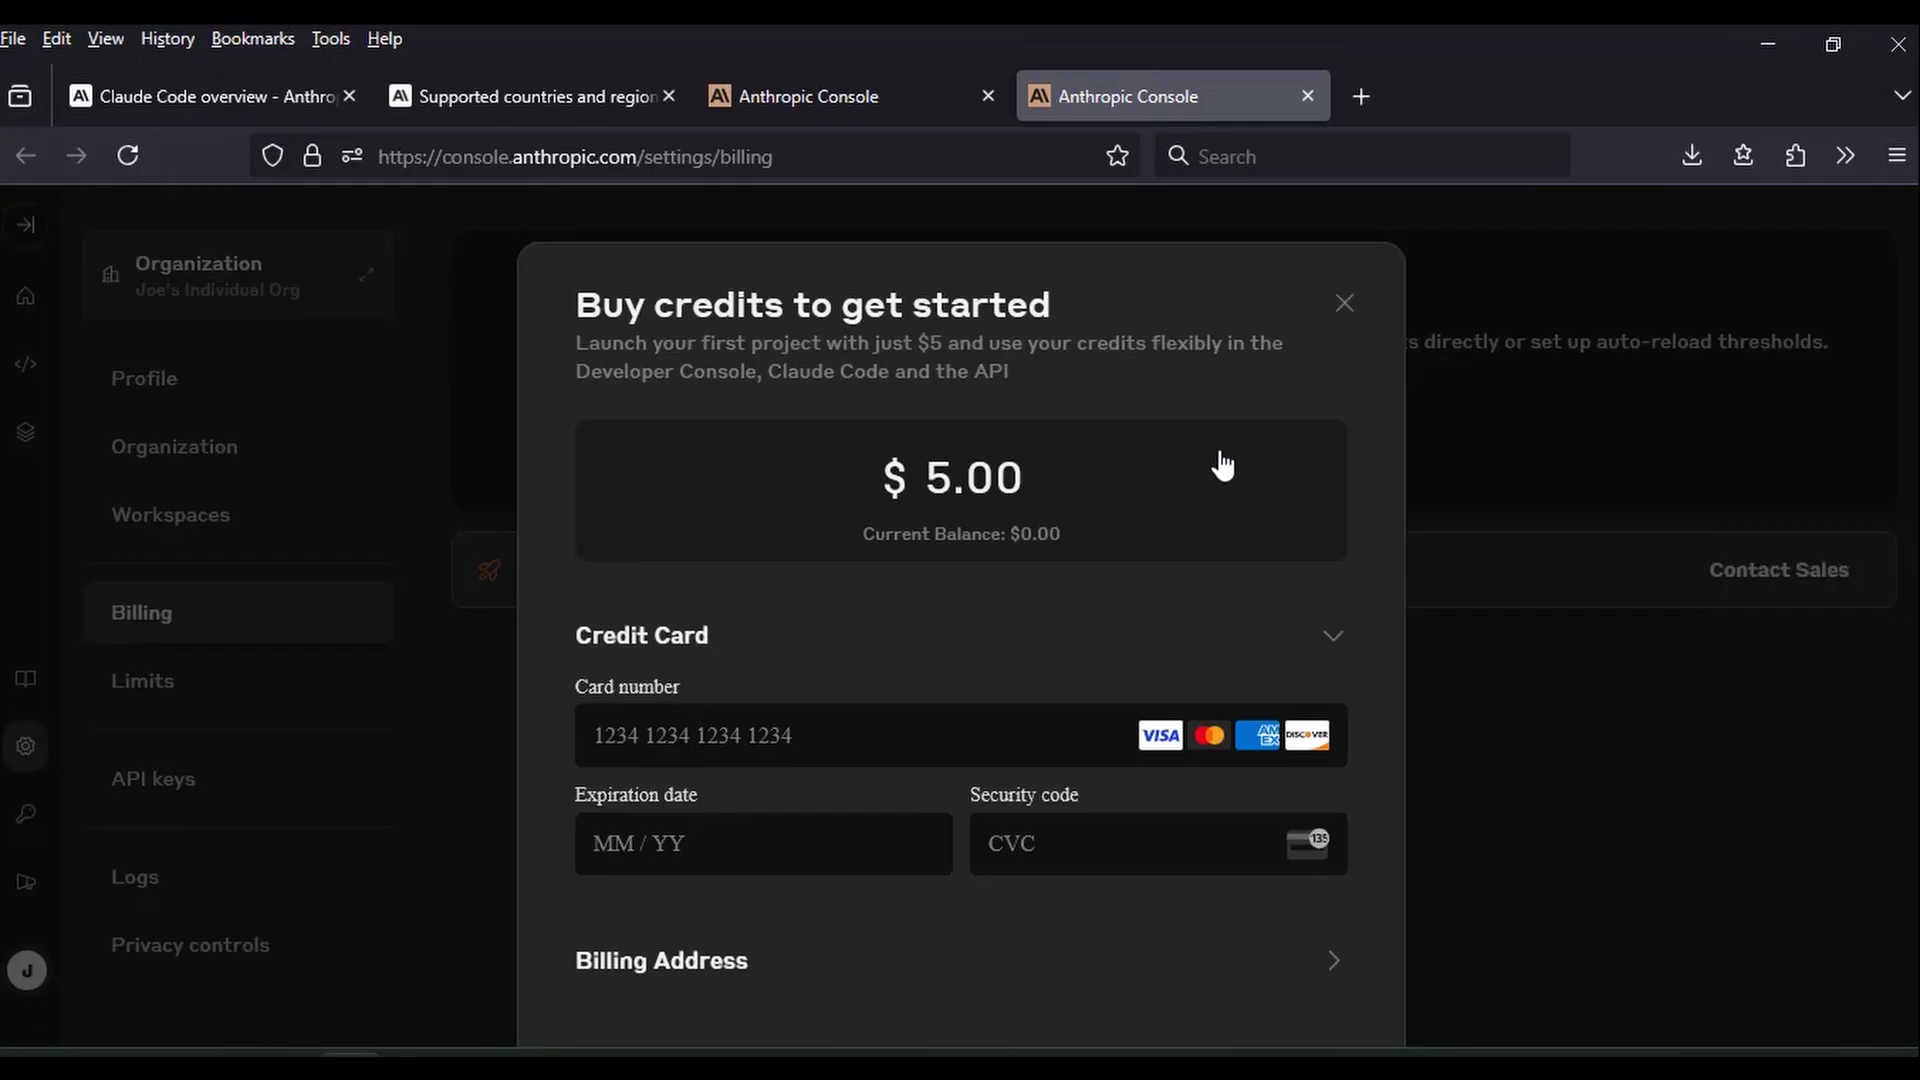 File Edit View History Bookmarks Tools Help
Claude Code overview - Anthro
Supported countries and region
Anthropic Console
Anthropic Console
https://console.anthropic.com/settings/billing
Search
Organization
Joe's Individual Org
Profile
Organization
Workspaces
Billing
Limits
API keys
Logs
Privacy controls
J
Buy credits to get started
Launch your first project with just $5 and use your credits flexibly in the
Developer Console, Claude Code and the API
s directly or set up auto-reload thresholds.
$ 5.00
Current Balance: $0.00
Contact Sales
Credit Card
Card number
1234 1234 1234 1234
VISA
AM
EX
DISCOVER
Expiration date
Security code
MM / YY
CVC
135
Billing Address